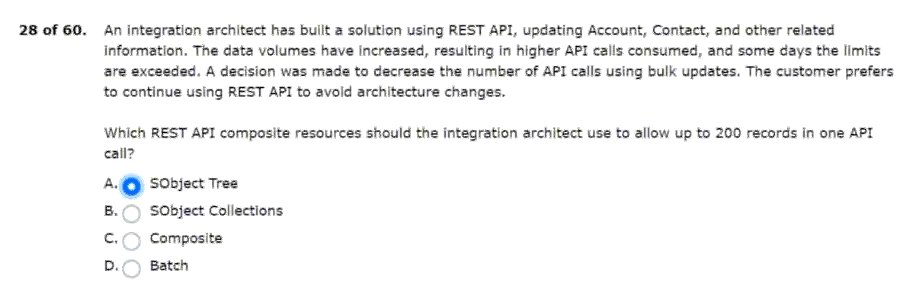 28 of 60. An integration architect has built a solution using REST API, updating Account, Contact, and other related
information. The data volumes have increased, resulting in higher API calls consumed, and some days the limits
are exceeded. A decision was made to decrease the number of API calls using bulk updates. The customer prefers
to continue using REST API to avoid architecture changes.
Which REST API composite resources should the integration architect use to allow up to 200 records in one API
call?
A. SObject Tree
B. SObject Collections
C. Composite
D. Batch